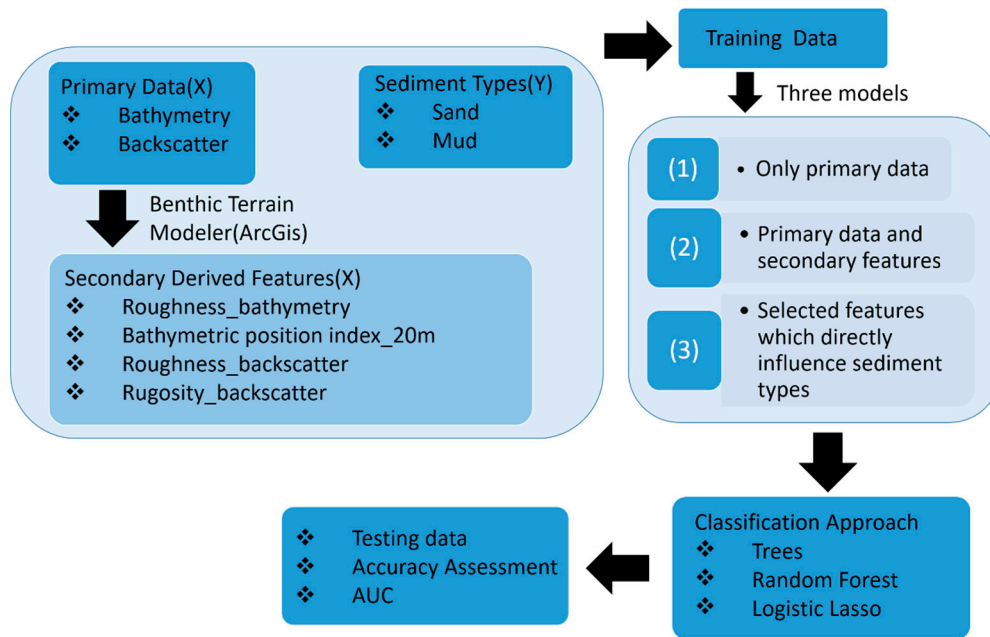 Primary Data(X)
❖ Bathymetry
❖ Backscatter
Sediment Types(Y)
❖ Sand
❖ Mud
Benthic Terrain
Modeler(ArcGis)
Secondary Derived Features(X)
❖ Roughness_bathymetry
❖ Bathymetric position index_20m
❖ Roughness_backscatter
❖ Rugosity_backscatter
Training Data
Three models
(1)
• Only primary data
(2)
• Primary data and
secondary features
(3)
• Selected features
which directly
influence sediment
types
Classification Approach
❖ Trees
❖ Random Forest
❖ Logistic Lasso
❖ Testing data
❖ Accuracy Assessment
❖ AUC